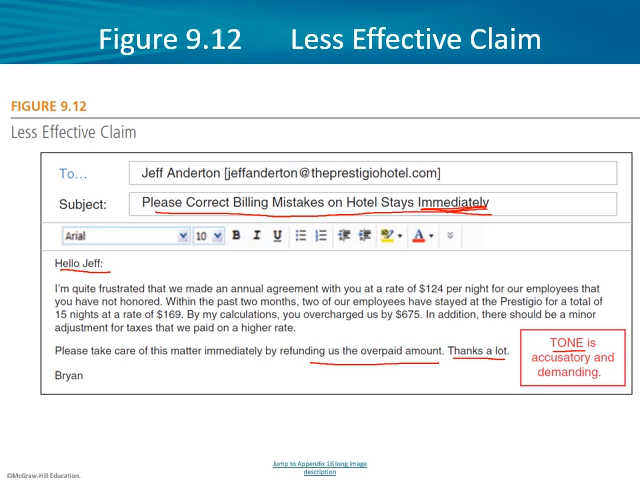 Figure 9.12 Less Effective Claim
FIGURE 9.12
Less Effective Claim
To… Jeff Anderton [jeffanderton@theprestigiohotel.com]
Subject: Please Correct Billing Mistakes on Hotel Stays Immediately
Arial 10 B I U A
Hello Jeff:
I'm quite frustrated that we made an annual agreement with you at a rate of $124 per night for our employees that
you have not honored. Within the past two months, two of our employees have stayed at the Prestigio for a total of
15 nights at a rate of $169. By my calculations, you overcharged us by $675. In addition, there should be a minor
adjustment for taxes that we paid on a higher rate.
Please take care of this matter immediately by refunding us the overpaid amount. Thanks a lot.
Bryan
TONE is
accusatory and
demanding.
Jump to Appendix 16 long image
description
©McGraw-Hill Education.